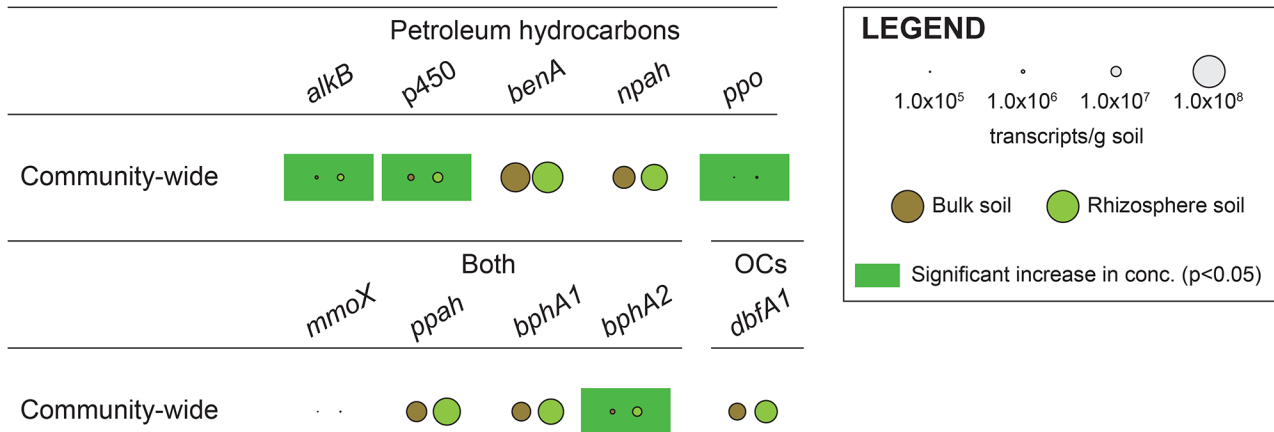 Petroleum hydrocarbons
alkB p450 benA npah ppo
Community-wide
Both OCs
mmoX ppah bphA1 bphA2 dbfA1
Community-wide
LEGEND
1.0x10⁵ 1.0x10⁶ 1.0x10⁷ 1.0x10⁸
transcripts/g soil
Bulk soil Rhizosphere soil
Significant increase in conc. (p<0.05)